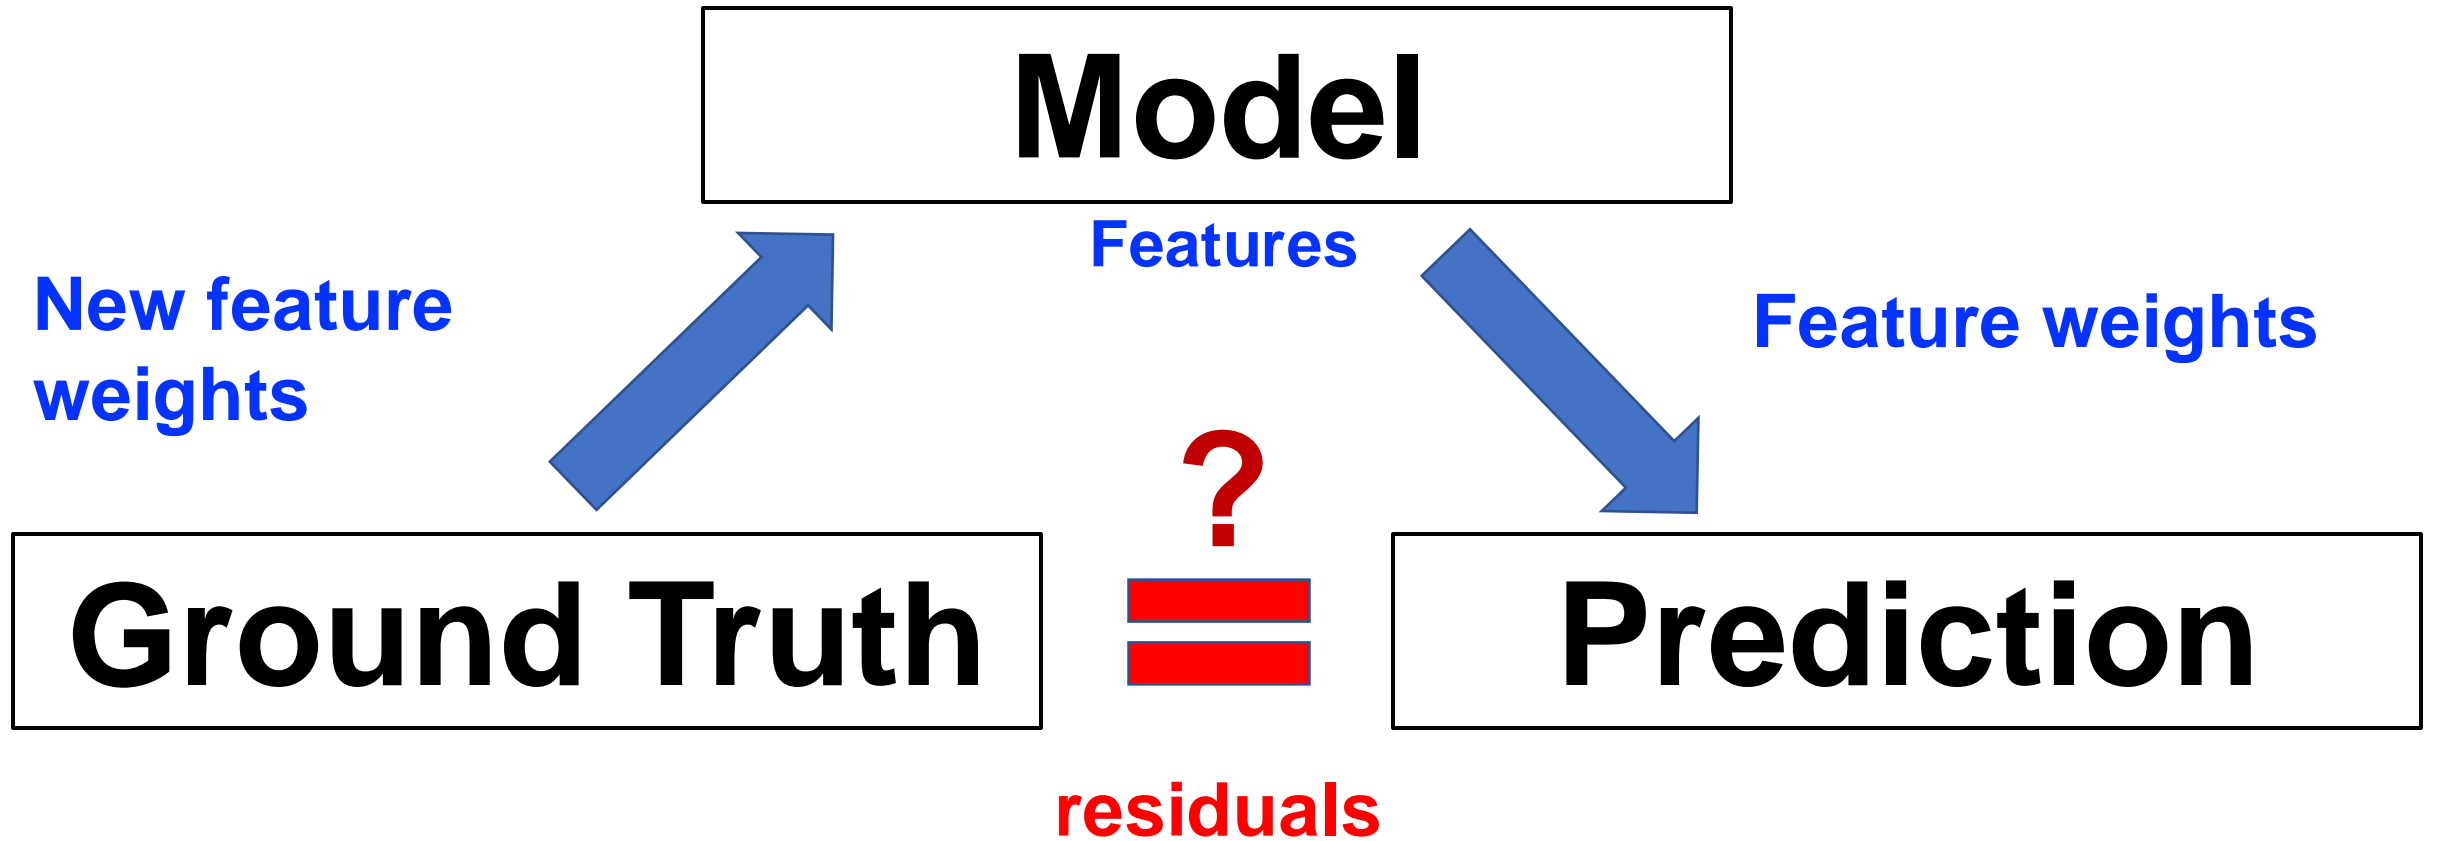 Model
Features
New feature
weights
Feature weights
?
Ground Truth
Prediction
residuals